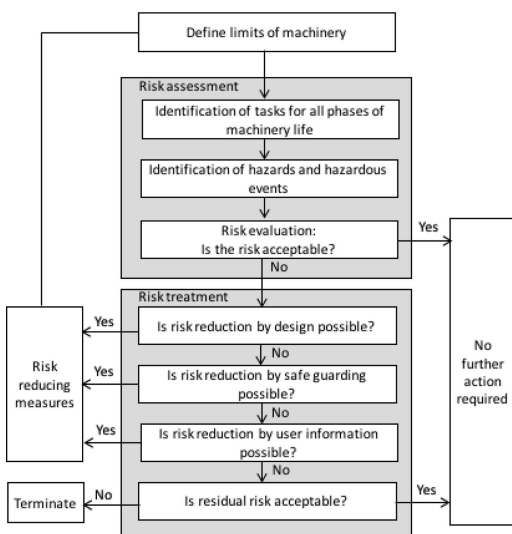 Define limits of machinery
Risk assessment
Identification of tasks for all phases of
machinery life
Identification of hazards and hazardous
events
Risk evaluation:
Is the risk acceptable?
Yes
No
Risk treatment
Is risk reduction by design possible?
Yes
No
Is risk reduction by safe guarding
possible?
Yes
No
Is risk reduction by user information
possible?
Yes
No
Is residual risk acceptable?
No
Yes
Risk
reducing
measures
Terminate
No
further
action
required